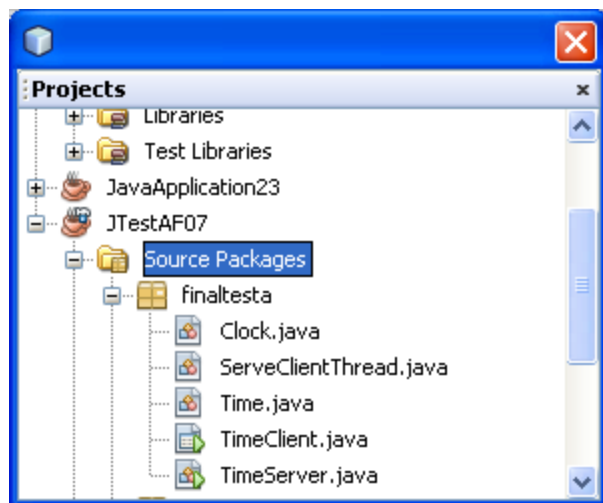 Projects
Libraries
Test Libraries
JavaApplication23
JTestAF07
Source Packages
finaltesta
Clock.java
ServeClientThread.java
Time.java
TimeClient.java
TimeServer.java